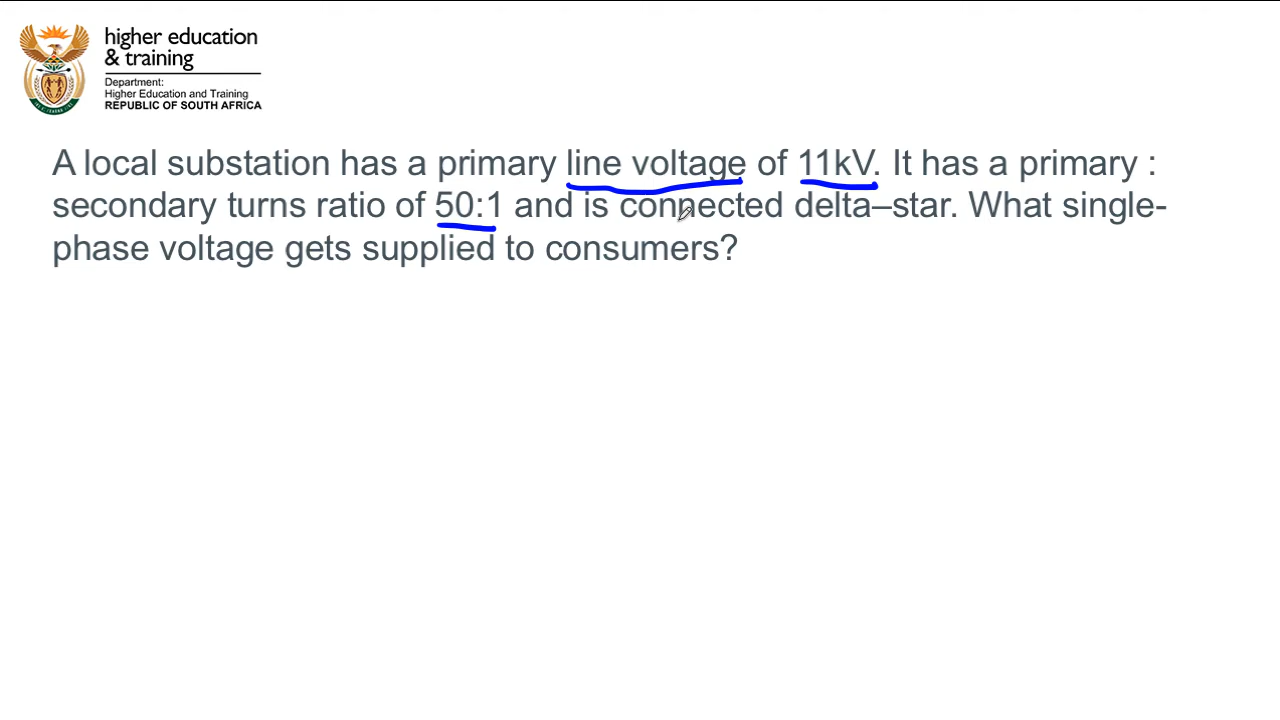 higher education
& training
Department:
Higher Education and Training
REPUBLIC OF SOUTH AFRICA
A local substation has a primary line voltage of 11kV. It has a primary :
secondary turns ratio of 50:1 and is connected delta–star. What single-
phase voltage gets supplied to consumers?